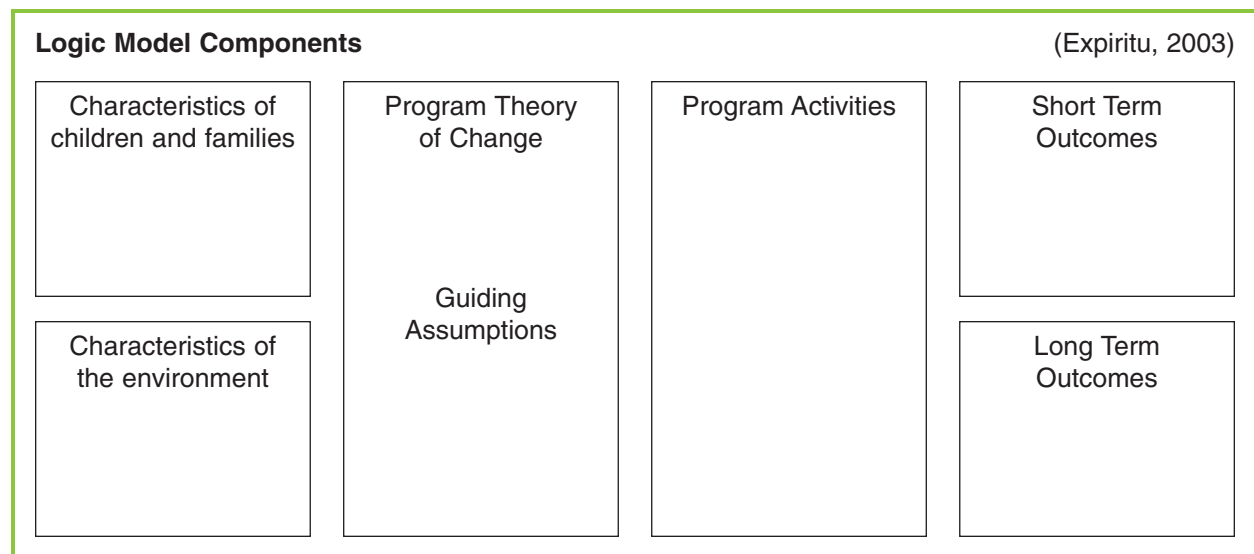 Logic Model Components
(Expiritu, 2003)
Characteristics of
children and families
Characteristics of
the environment
Program Theory
of Change
Guiding
Assumptions
Program Activities
Short Term
Outcomes
Long Term
Outcomes